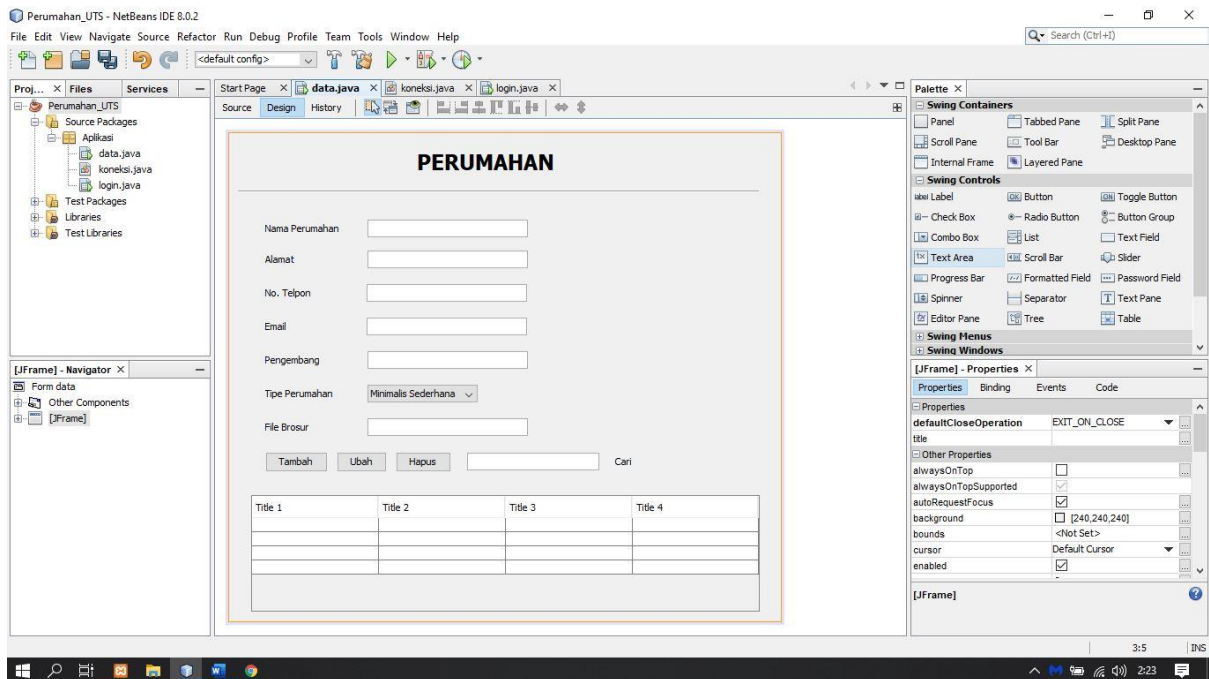 Perumahan_UTS - NetBeans IDE 8.0.2
File Edit View Navigate Source Refactor Run Debug Profile Team Tools Window Help
Search (Ctrl+I)
<default config>
Proj... Files Services
Perumahan_UTS
Source Packages
Aplikasi
data.java
koneksi.java
login.java
Test Packages
Libraries
Test Libraries
[JFrame] - Navigator
Form data
Other Components
[JFrame]
Start Page data.java koneksi.java login.java
Source Design History
PERUMAHAN
Nama Perumahan
Alamat
No. Telpon
Email
Pengembang
Tipe Perumahan Minimalis Sederhana
File Brosur
Tambah Ubah Hapus Cari
Title 1 Title 2 Title 3 Title 4
Palette
Swing Containers
Panel Tabbed Pane Split Pane
Scroll Pane Tool Bar Desktop Pane
Internal Frame Layered Pane
Swing Controls
label Label OK Button ON Toggle Button
Check Box Radio Button Button Group
Combo Box List Text Field
Text Area Scroll Bar Slider
Progress Bar Formatted Field Password Field
Spinner Separator Text Pane
Editor Pane Tree Table
Swing Menus
Swing Windows
[JFrame] - Properties
Properties Binding Events Code
Properties
defaultCloseOperation EXIT_ON_CLOSE
title
Other Properties
alwaysOnTop
alwaysOnTopSupported
autoRequestFocus
background [240,240,240]
bounds <Not Set>
cursor Default Cursor
enabled
[JFrame]
3:5 INS
2:23